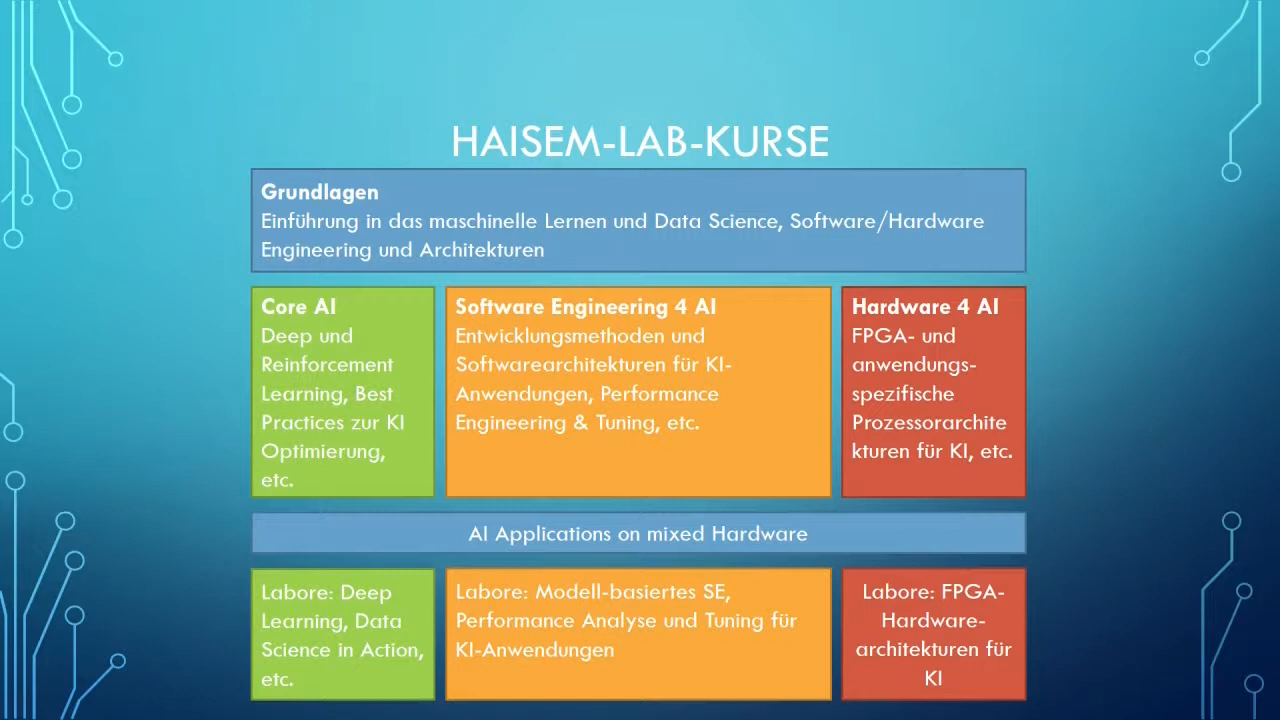 HAISEM-LAB-KURSE
Grundlagen
Einführung in das maschinelle Lernen und Data Science, Software/Hardware
Engineering und Architekturen
Core AI
Deep und
Reinforcement
Learning, Best
Practices zur KI
Optimierung,
etc.
Software Engineering 4 AI
Entwicklungsmethoden und
Softwarearchitekturen für KI-
Anwendungen, Performance
Engineering & Tuning, etc.
Hardware 4 AI
FPGA- und
anwendungs-
spezifische
Prozessorarchite
kturen für KI, etc.
AI Applications on mixed Hardware
Labore: Deep
Learning, Data
Science in Action,
etc.
Labore: Modell-basiertes SE,
Performance Analyse und Tuning für
KI-Anwendungen
Labore: FPGA-
Hardware-
architekturen für
KI